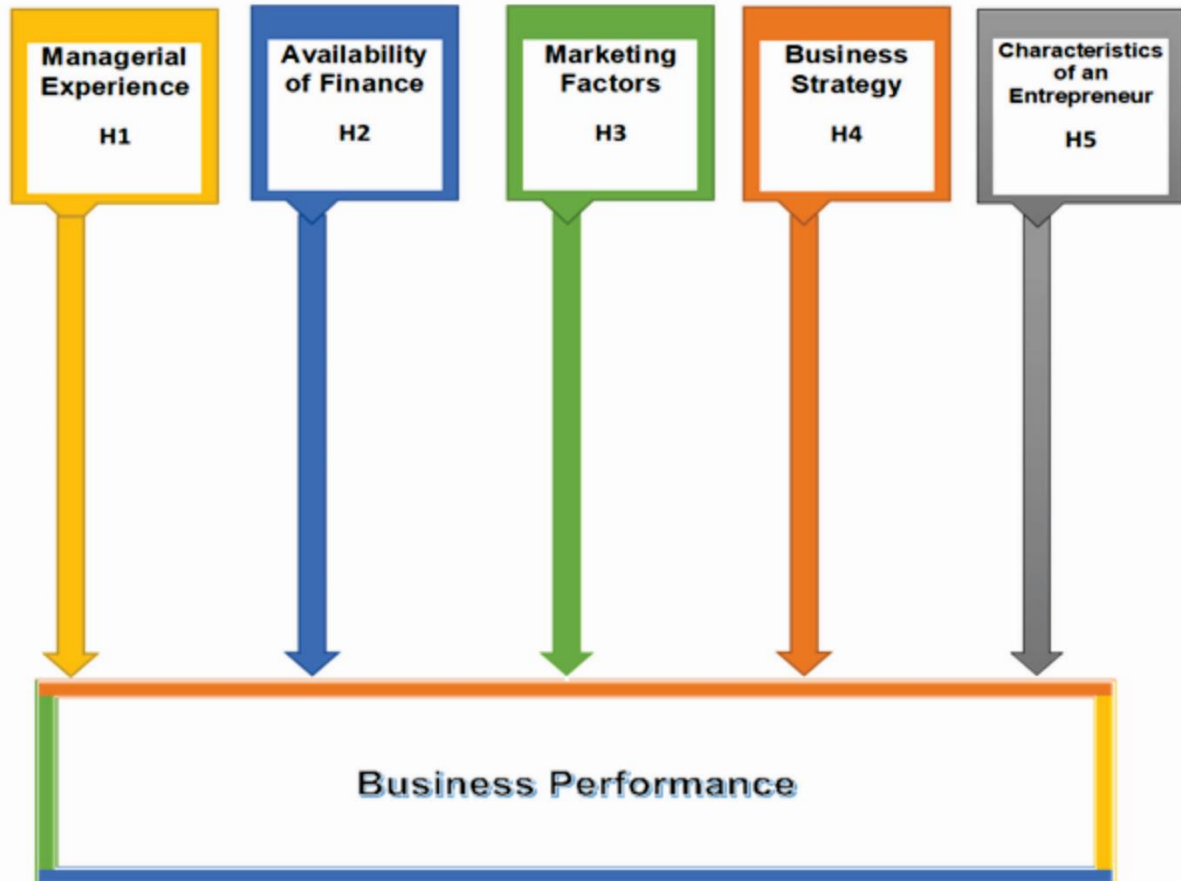 Managerial
Experience
H1
Availability
of Finance
H2
Marketing
Factors
H3
Business
Strategy
H4
Characteristics
of an
Entrepreneur
H5
Business Performance